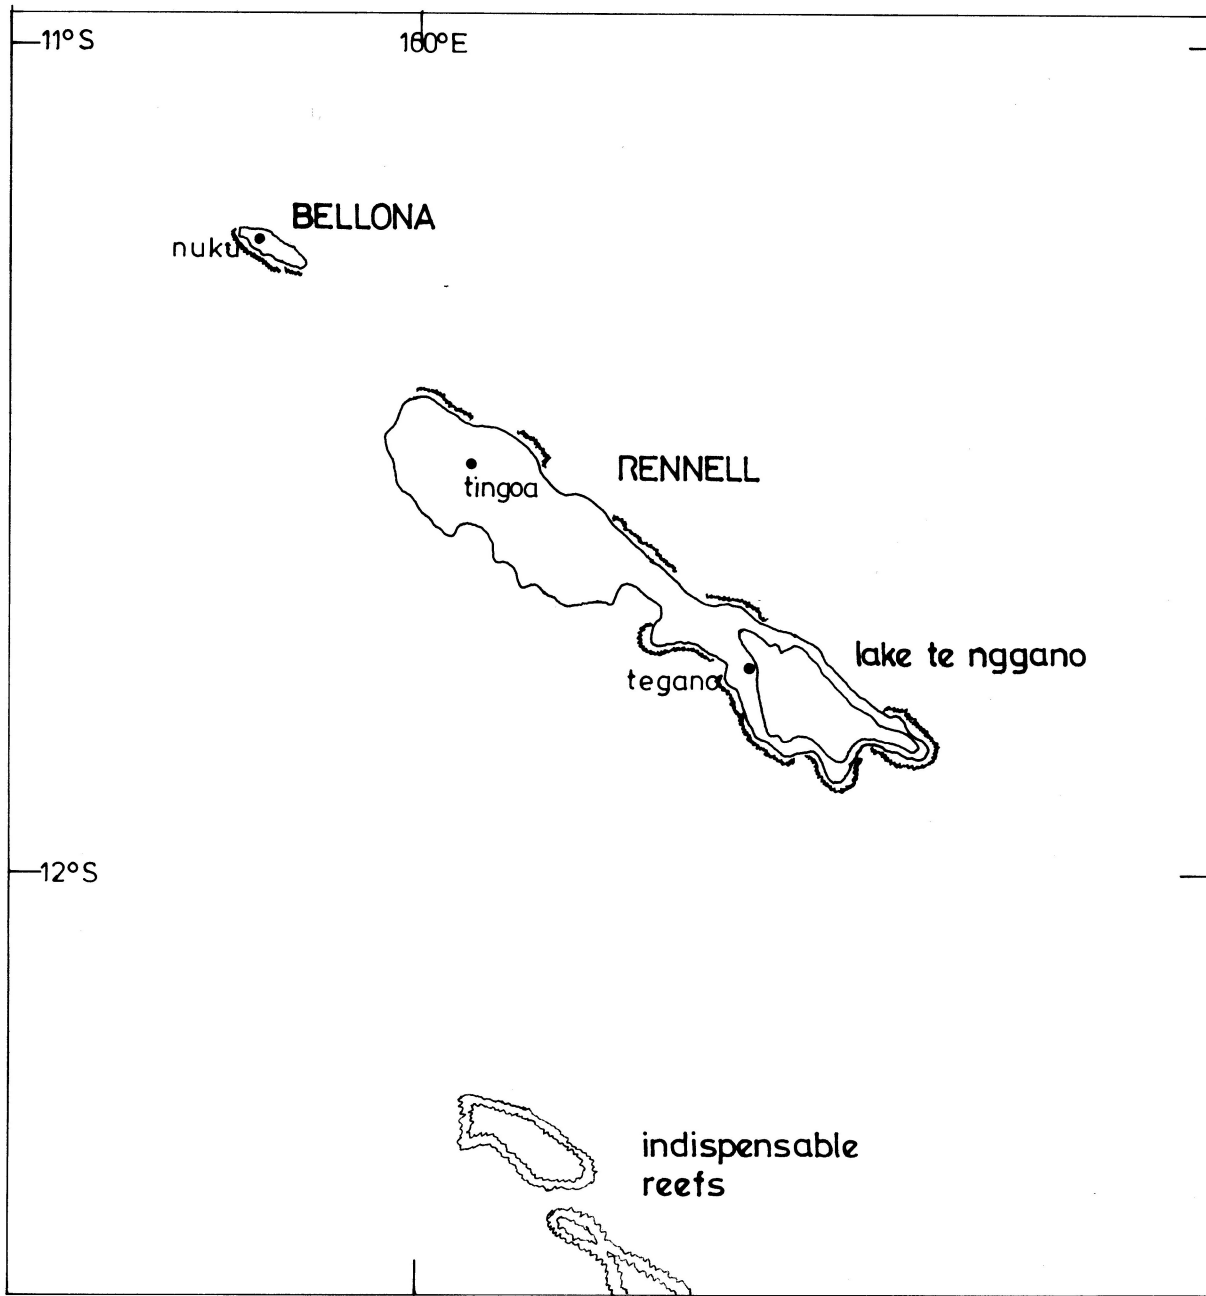 11°S
160°E
BELLONA
nuku
RENNELL
tingoa
lake te nggano
tegano
12°S
indispensable
reefs